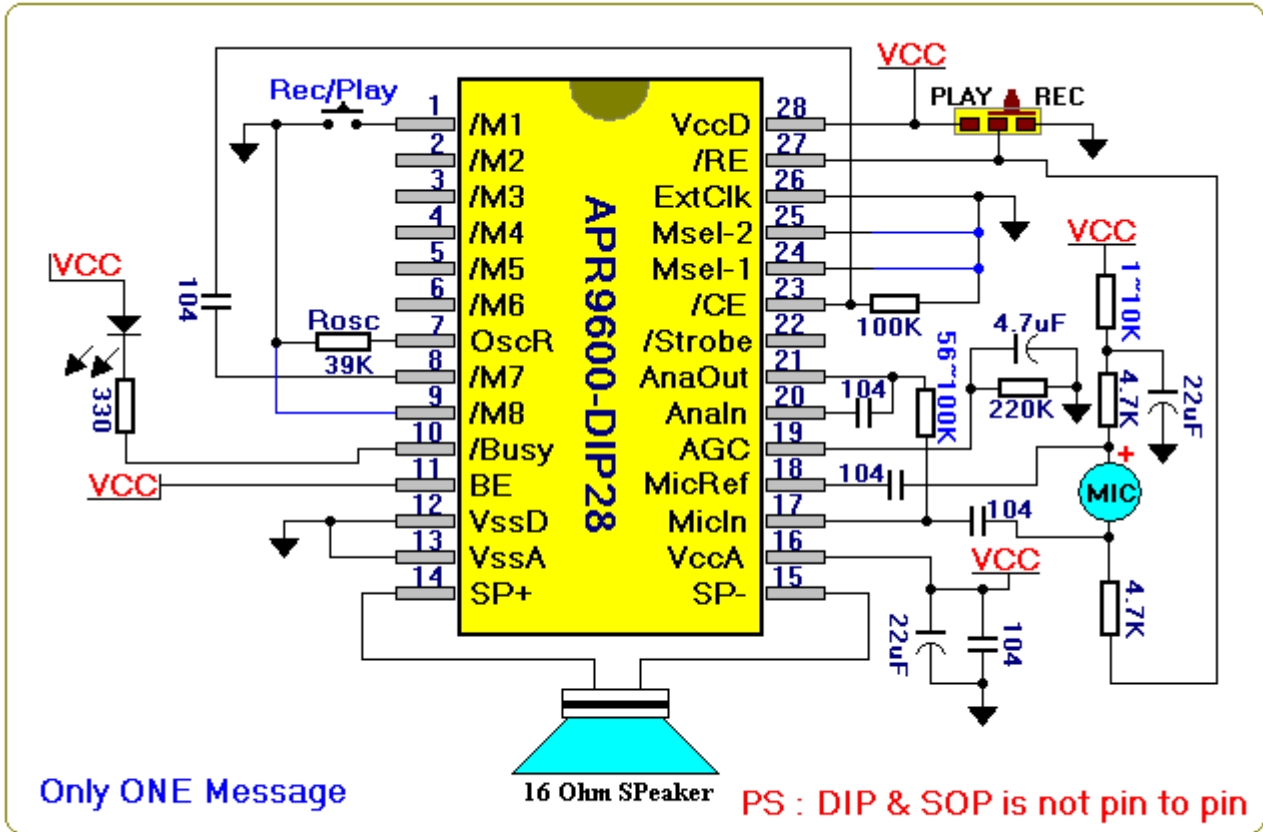 VCC
PLAY REC
Rec/Play
1 /M1
2 /M2
3 /M3
4 /M4
5 /M5
6 /M6
7 OscR
8 /M7
9 /M8
10 /Busy
11 BE
12 VssD
13 VssA
14 SP+
APR9600-DIP28
VccD 28
/RE 27
ExtClk 26
Msel-2 25
Msel-1 24
/CE 23
/Strobe 22
AnaOut 21
AnaIn 20
AGC 19
MicRef 18
MicIn 17
VccA 16
SP- 15
VCC
104
Rosc
39K
330
VCC
100K
4.7uF
220K
104
56~100K
104
104
VCC
1~10K
4.7K
22uF
+
MIC
4.7K
VCC
22uF
104
16 Ohm SPeaker
Only ONE Message
PS : DIP & SOP is not pin to pin